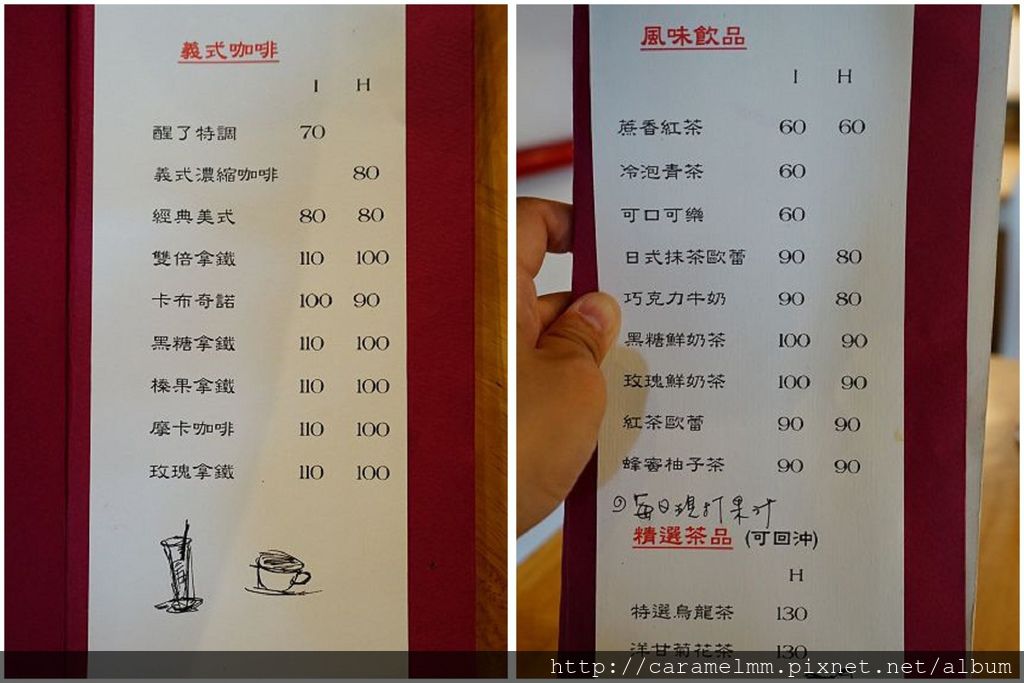 義式咖啡
I H
醒了特調 70
義式濃縮咖啡 80
經典美式 80 80
雙倍拿鐵 110 100
卡布奇諾 100 90
黑糖拿鐵 110 100
榛果拿鐵 110 100
摩卡咖啡 110 100
玫瑰拿鐵 110 100
風味飲品
I H
蔗香紅茶 60 60
冷泡青茶 60
可口可樂 60
日式抹茶歐蕾 90 80
巧克力牛奶 90 80
黑糖鮮奶茶 100 90
玫瑰鮮奶茶 100 90
紅茶歐蕾 90 90
蜂蜜柚子茶 90 90
每日現打果汁
精選茶品 (可回沖)
H
特選烏龍茶 130
洋甘菊花茶 130
http://caramelmm.pixnet.net/album